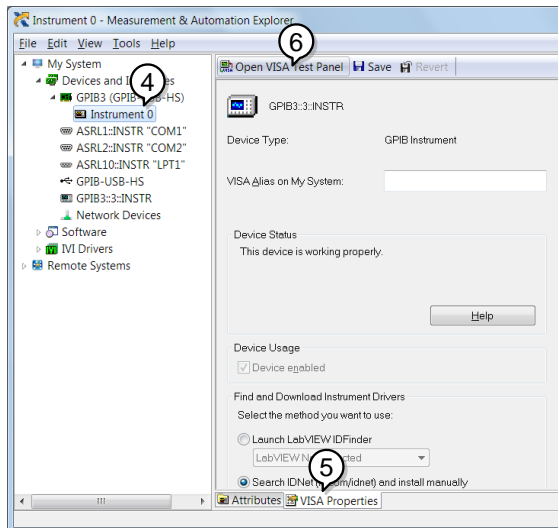 Instrument 0 - Measurement & Automation Explorer
File Edit View Tools Help
6
Open VISA Test Panel Save Revert
My System
Devices and
4
GPIB3
Instrument 0
ASRL1::INSTR "COM1"
ASRL2::INSTR "COM2"
ASRL10::INSTR "LPT1"
GPIB-USB-HS
GPIB3::3::INSTR
Network Devices
Software
IVI Drivers
Remote Systems
GPIB3::3::INSTR
Device Type: GPIB Instrument
VISA Alias on My System:
Device Status
This device is working properly.
Help
Device Usage
Device enabled
Find and Download Instrument Drivers
Select the method you want to use:
Launch LabVIEW IDFinder
LabVIEW
Search IDNet and install manually
5
Attributes VISA Properties